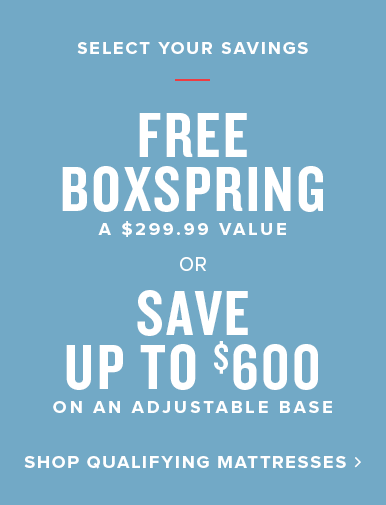 SELECT YOUR SAVINGS
FREE
BOXSPRING
A $299.99 VALUE
OR
SAVE
UP TO $600
ON AN ADJUSTABLE BASE
SHOP QUALIFYING MATTRESSES >